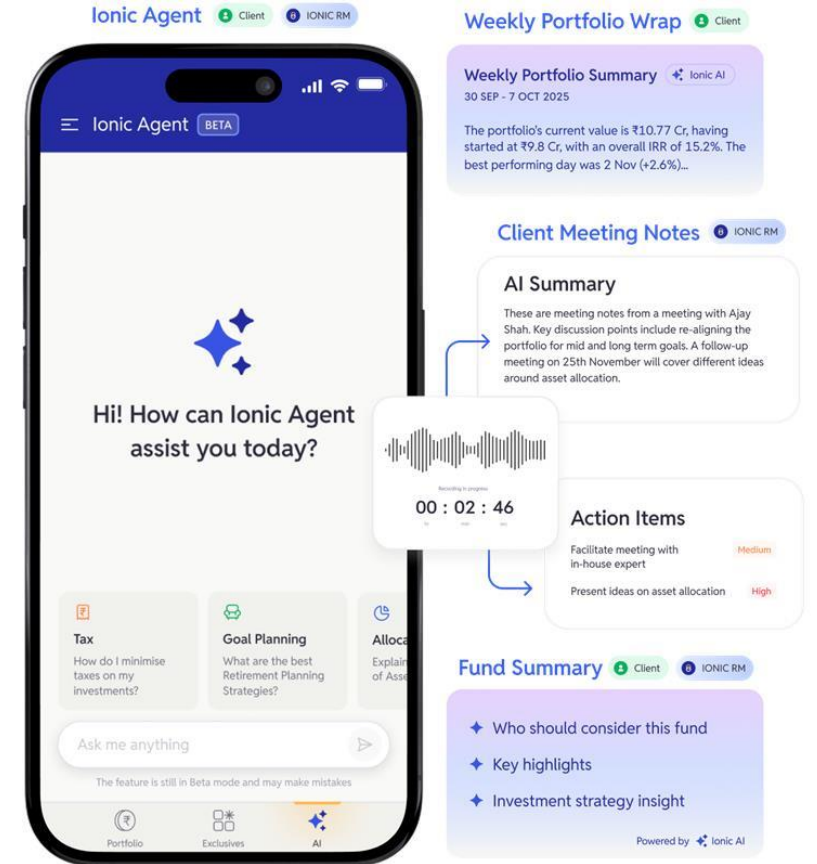 Ionic Agent Client IONIC RM
Ionic Agent BETA
Hi! How can Ionic Agent
assist you today?
Tax
How do I minimise
taxes on my
investments?
Goal Planning
What are the best
Retirement Planning
Strategies?
Alloca
Explain
of Asse
Ask me anything
The feature is still in Beta mode and may make mistakes
Portfolio
Exclusives
AI
Weekly Portfolio Wrap Client
Weekly Portfolio Summary Ionic AI
30 SEP - 7 OCT 2025
The portfolio's current value is ₹10.77 Cr, having
started at ₹9.8 Cr, with an overall IRR of 15.2%. The
best performing day was 2 Nov (+2.6%)...
Client Meeting Notes IONIC RM
AI Summary
These are meeting notes from a meeting with Ajay
Shah. Key discussion points include re-aligning the
portfolio for mid and long term goals. A follow-up
meeting on 25th November will cover different ideas
around asset allocation.
Recording in progress
00 : 02 : 46
Action Items
Facilitate meeting with
in-house expert
Medium
Present ideas on asset allocation High
Fund Summary Client IONIC RM
Who should consider this fund
Key highlights
Investment strategy insight
Powered by Ionic AI